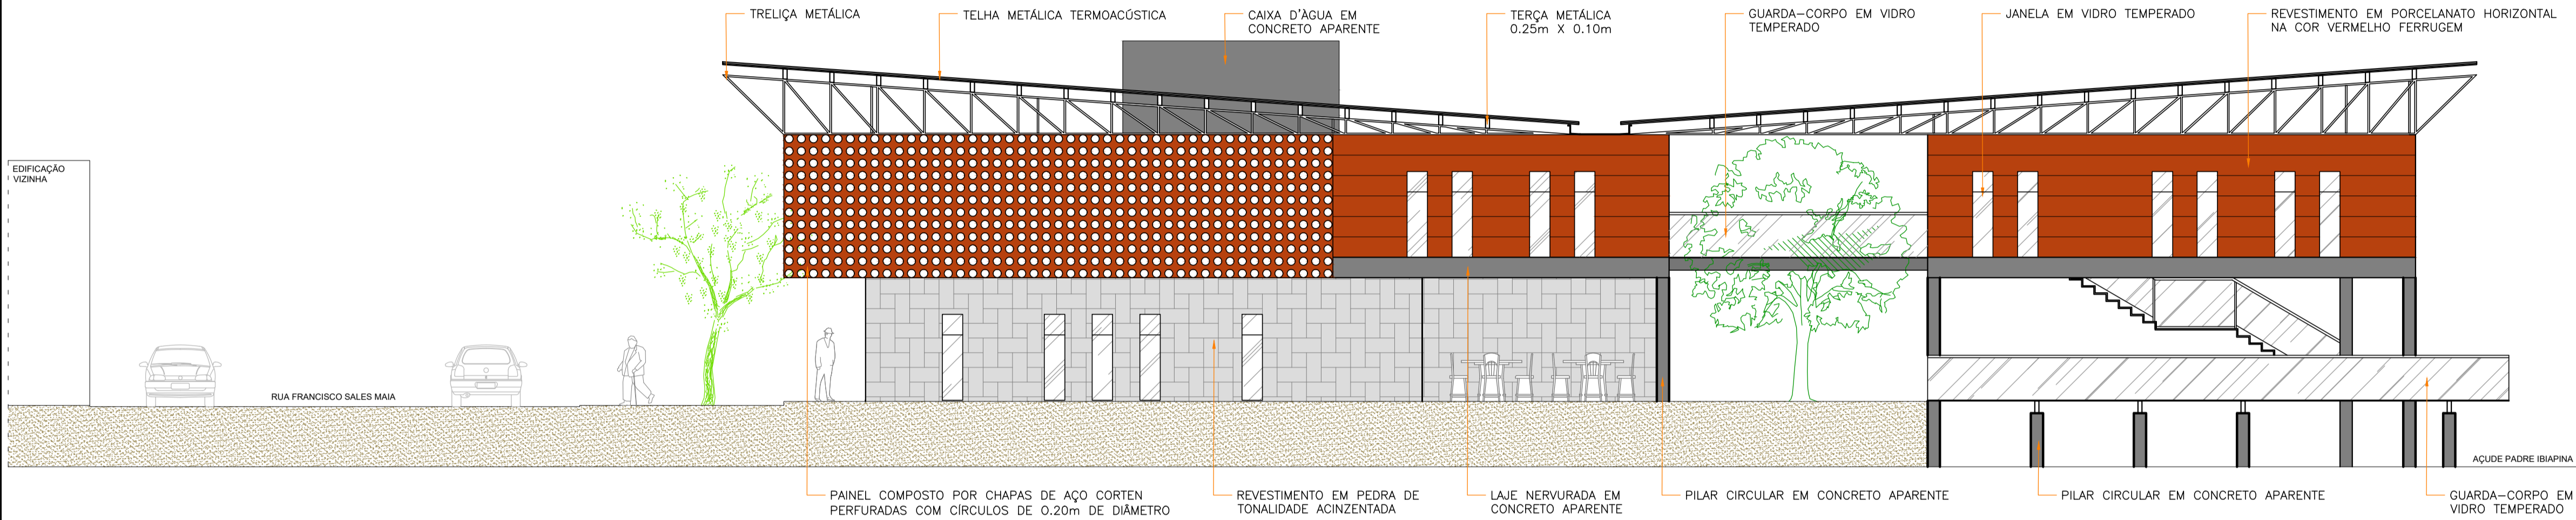 TRELIÇA METÁLICA
TELHA METÁLICA TERMOACÚSTICA
CAIXA D'ÀGUA EM
CONCRETO APARENTE
TERÇA METÁLICA
0.25m X 0.10m
GUARDA-CORPO EM VIDRO
TEMPERADO
JANELA EM VIDRO TEMPERADO
REVESTIMENTO EM PORCELANATO HORIZONTAL
NA COR VERMELHO FERRUGEM
EDIFICAÇÃO
VIZINHA
RUA FRANCISCO SALES MAIA
AÇUDE PADRE IBIAPINA
PAINEL COMPOSTO POR CHAPAS DE AÇO CORTEN
PERFURADAS COM CÍRCULOS DE 0.20m DE DIÂMETRO
REVESTIMENTO EM PEDRA DE
TONALIDADE ACINZENTADA
LAJE NERVURADA EM
CONCRETO APARENTE
PILAR CIRCULAR EM CONCRETO APARENTE
PILAR CIRCULAR EM CONCRETO APARENTE
GUARDA-CORPO EM
VIDRO TEMPERADO